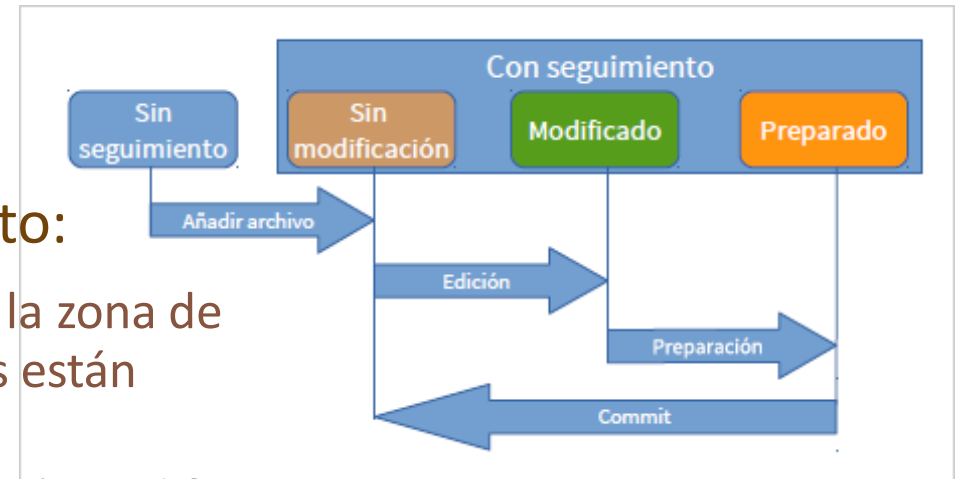 Con seguimiento
Sin
seguimiento
Sin
modificación
Modificado
Preparado
Añadir archivo
to:
Edición
la zona de
Preparación
s están
Commit